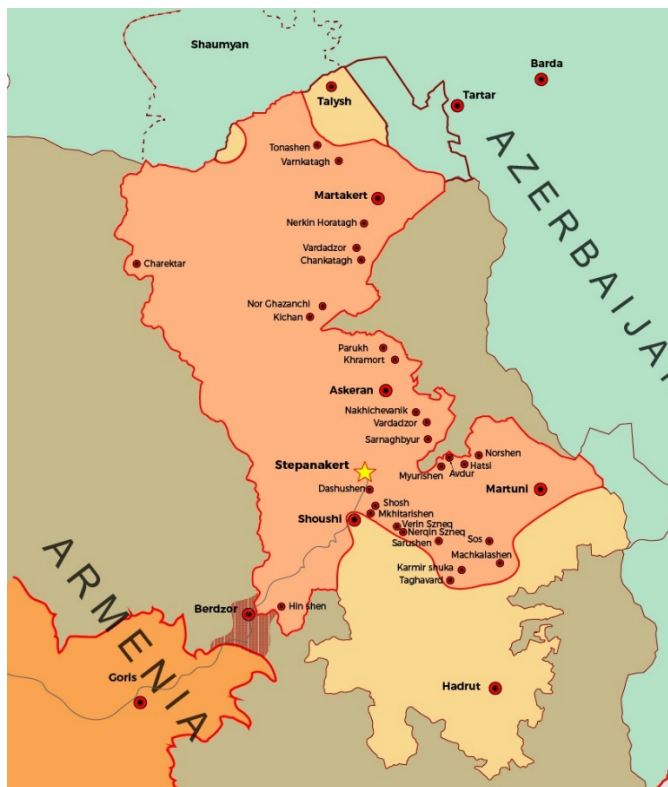 Shaumyan
Barda
Talysh
Tartar
AZERBAIJAN
Tonashen
Varnkatagh
Martakert
Nerkin Horatagh
Vardadzor
Chankatagh
Charektar
Nor Ghazanchi
Kichan
Parukh
Khramort
Askeran
Nakhichevanik
Vardadzor
Sarnaghbyur
Norshen
Stepanakert
Myurishen
Avdur
Hatsi
Dashushen
Martuni
Shosh
Mkhitarishen
Shoushi
Verin Szneq
Nerqin Szneq
Sarushen
Sos
Machkalashen
Karmir shuka
Taghavard
ARMENIA
Berdzor
Hin shen
Goris
Hadrut